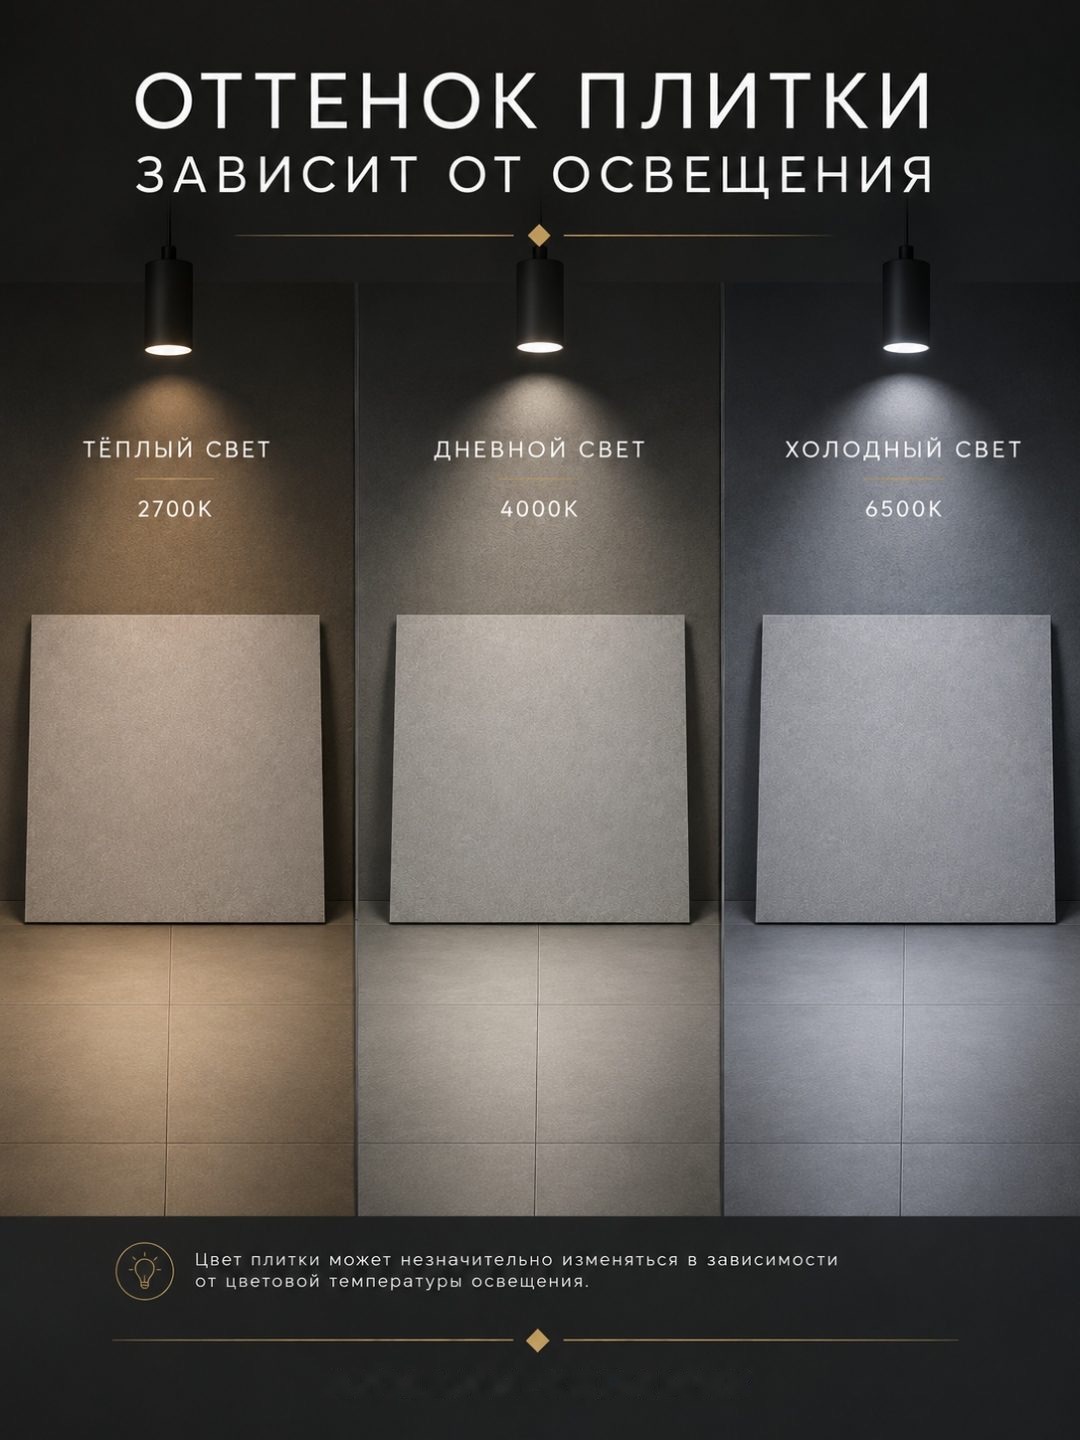 ОТТЕНОК ПЛИТКИ
ЗАВИСИТ ОТ ОСВЕЩЕНИЯ
ТЁПЛЫЙ СВЕТ
2700K
ДНЕВНОЙ СВЕТ
4000K
ХОЛОДНЫЙ СВЕТ
6500K
Цвет плитки может незначительно изменяться в зависимости
от цветовой температуры освещения.